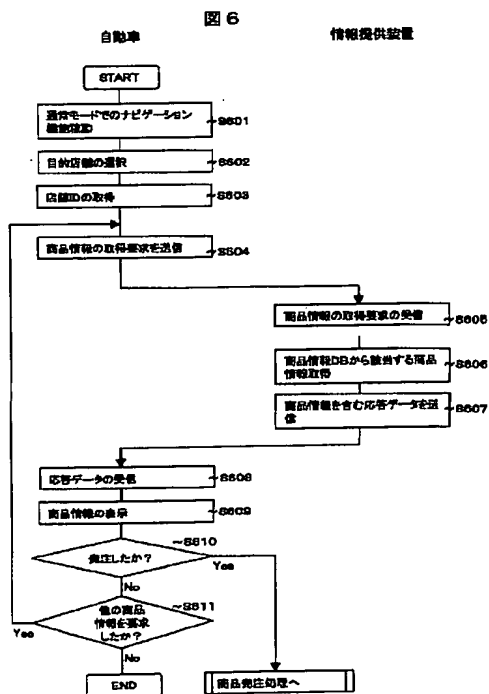 図 6
自動車
情報提供装置
START
通常モードでのナビゲーション
機能確認
~S601
目的店舗の選択
~S602
店舗IDの取得
~S603
商品情報の取得要求を送信
~S604
商品情報の取得要求の受信
~S605
商品情報DBから該当する商品
情報取得
~S606
商品情報を含む応答データを送
信
~S607
応答データの受信
~S608
商品情報の表示
~S609
発注したか?
~S610
Yes
No
他の商品
情報を要求
したか?
~S611
Yes
No
END
商品発注処理へ